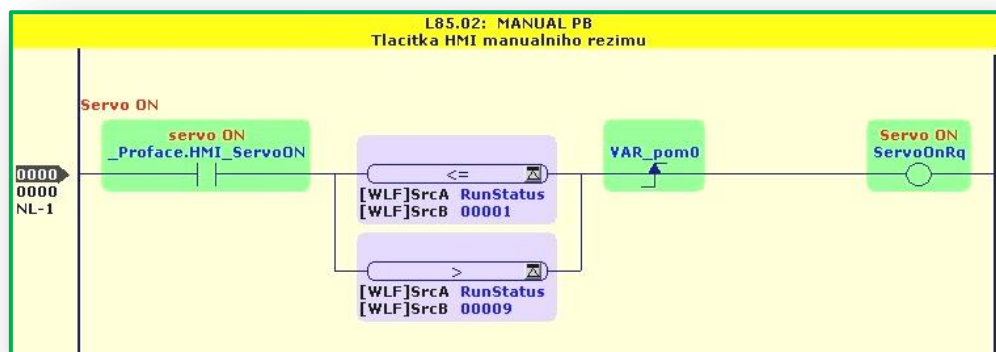 L85.02: MANUAL PB
Tlacitka HMI manualniho rezimu
Servo ON
servo ON
_Proface.HMI_ServoON
<=
[WLF]SrcA RunStatus
[WLF]SrcB 00001
VAR_pom0
Servo ON
ServoOnRq
0000
0000
NL-1
>
[WLF]SrcA RunStatus
[WLF]SrcB 00009